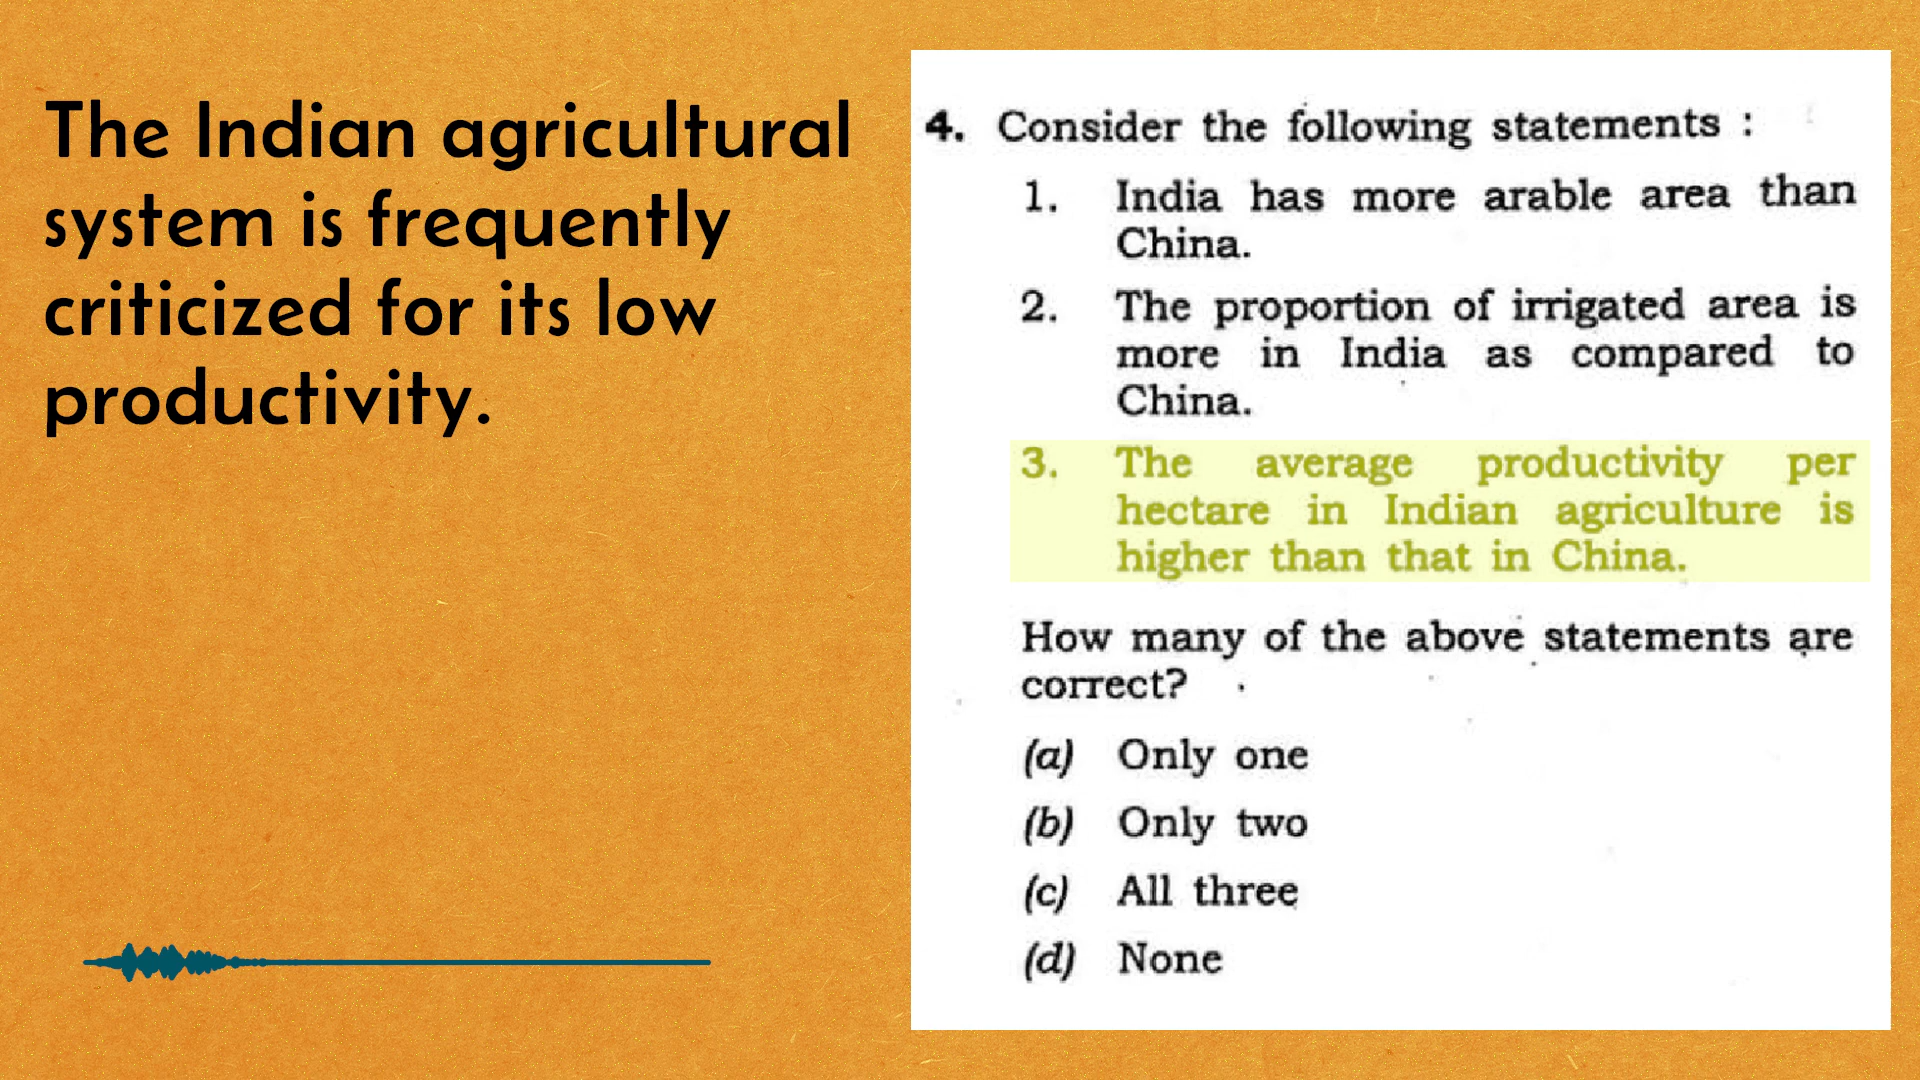 The Indian agricultural
system is frequently
criticized for its low
productivity.
4. Consider the following statements :
1. India has more arable area than
China.
2. The proportion of irrigated area is
more in India as compared to
China.
3. The average productivity per
hectare in Indian agriculture is
higher than that in China.
How many of the above statements are
correct?
(a) Only one
(b) Only two
(c) All three
(d) None